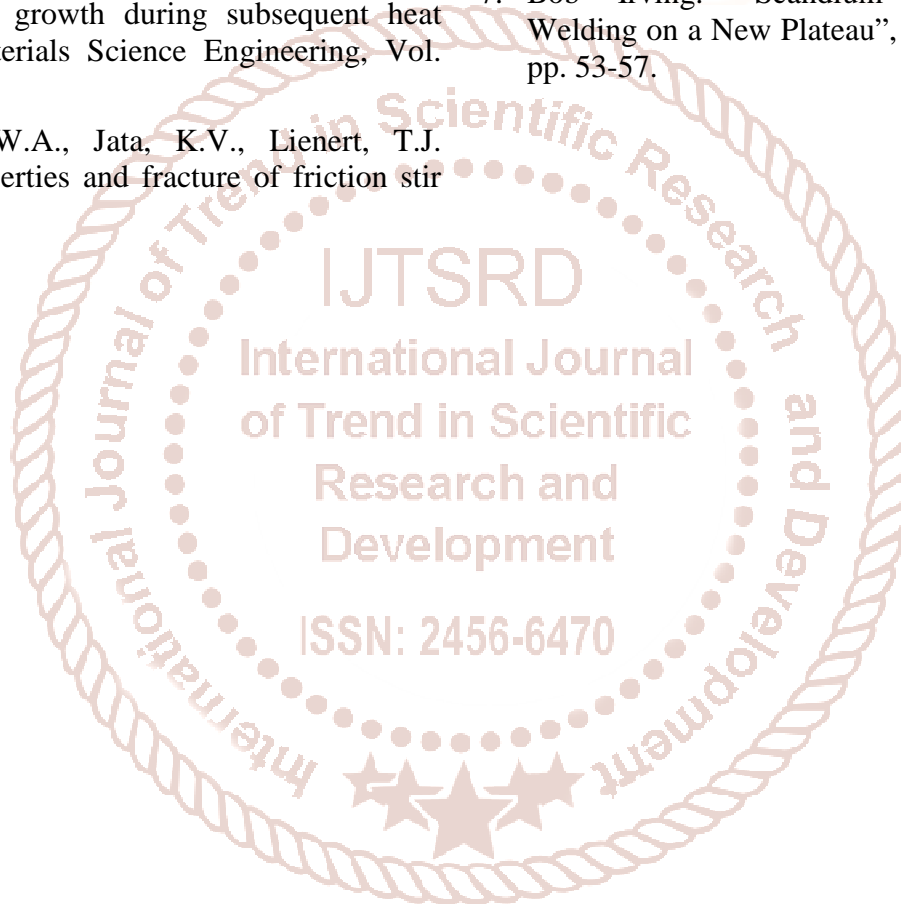 growth during subsequent heat
terials Science Engineering, Vol.
W.A., Jata, K.V., Lienert, T.J.
erties and fracture of friction stir
7. Bob Irving. "Scandium
Welding on a New Plateau",
pp. 53-57.
International Journal of Trend in Scientific Research and Development
IJTSRD
International Journal
of Trend in Scientific
Research and
Development
ISSN: 2456-6470